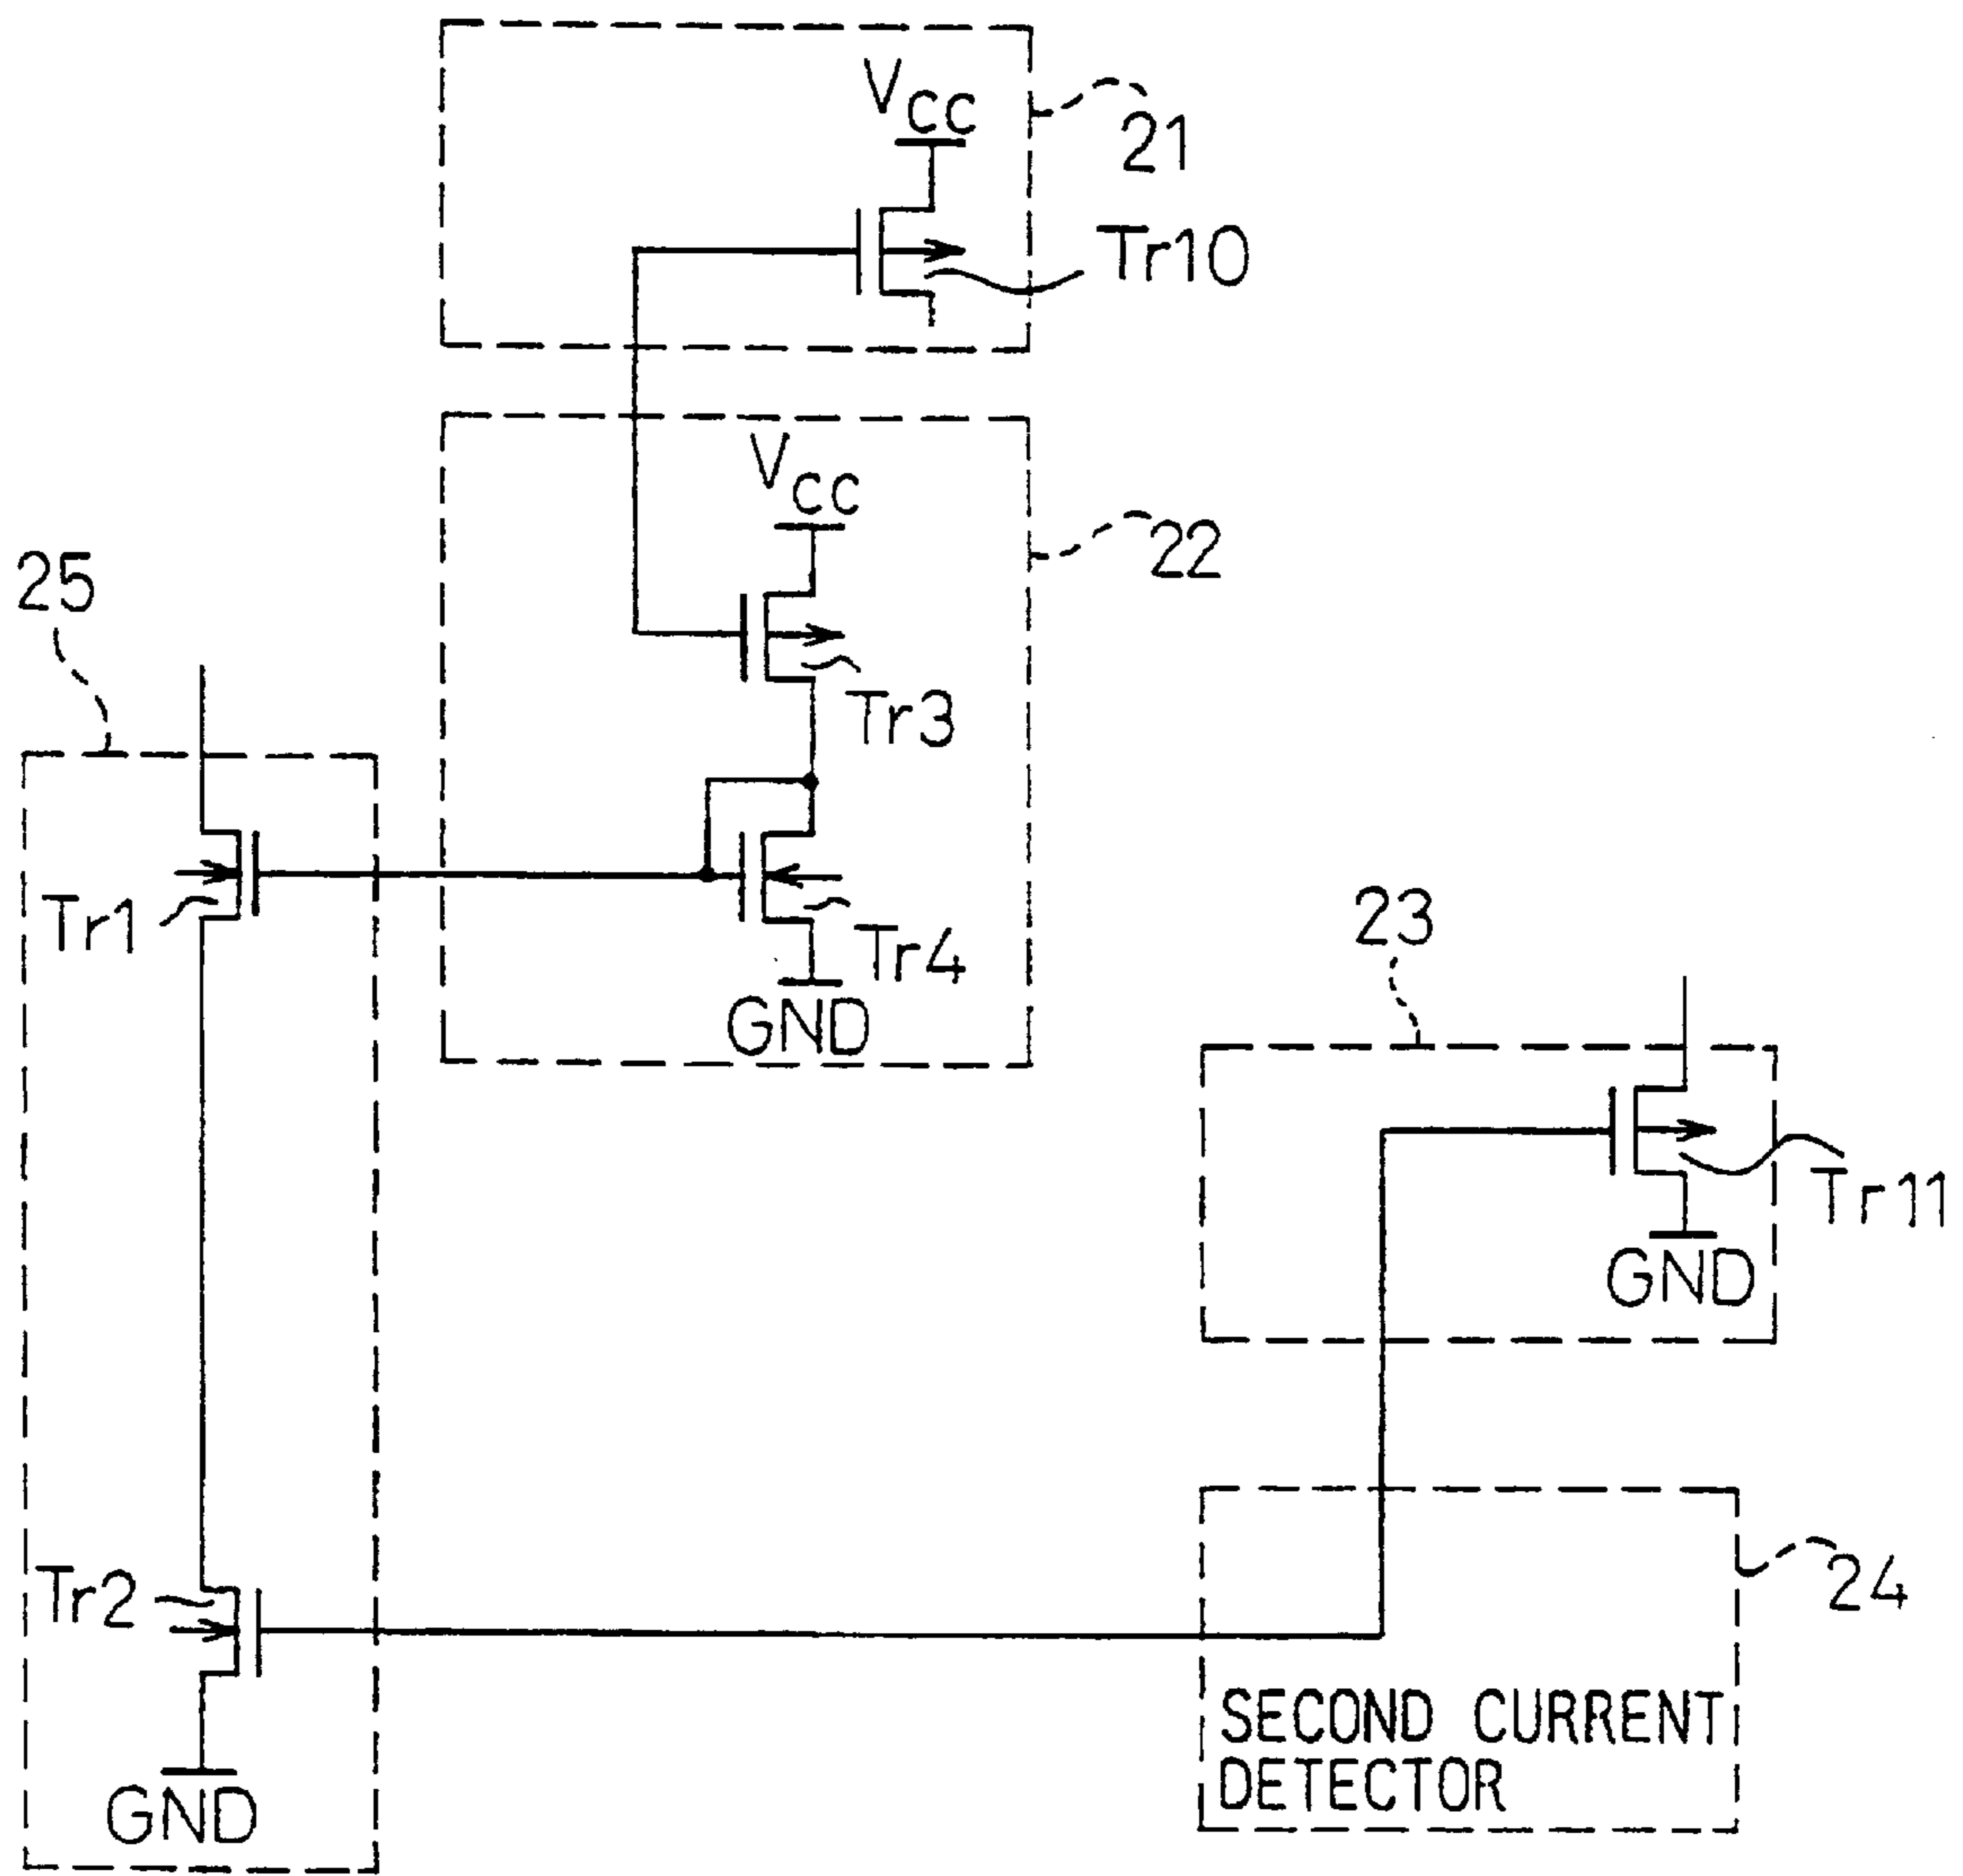 VCC
21
Tr10
VCC
22
25
Tr3
Tr1
Tr4
23
GND
Tr11
GND
Tr2
24
SECOND CURRENT
DETECTOR
GND